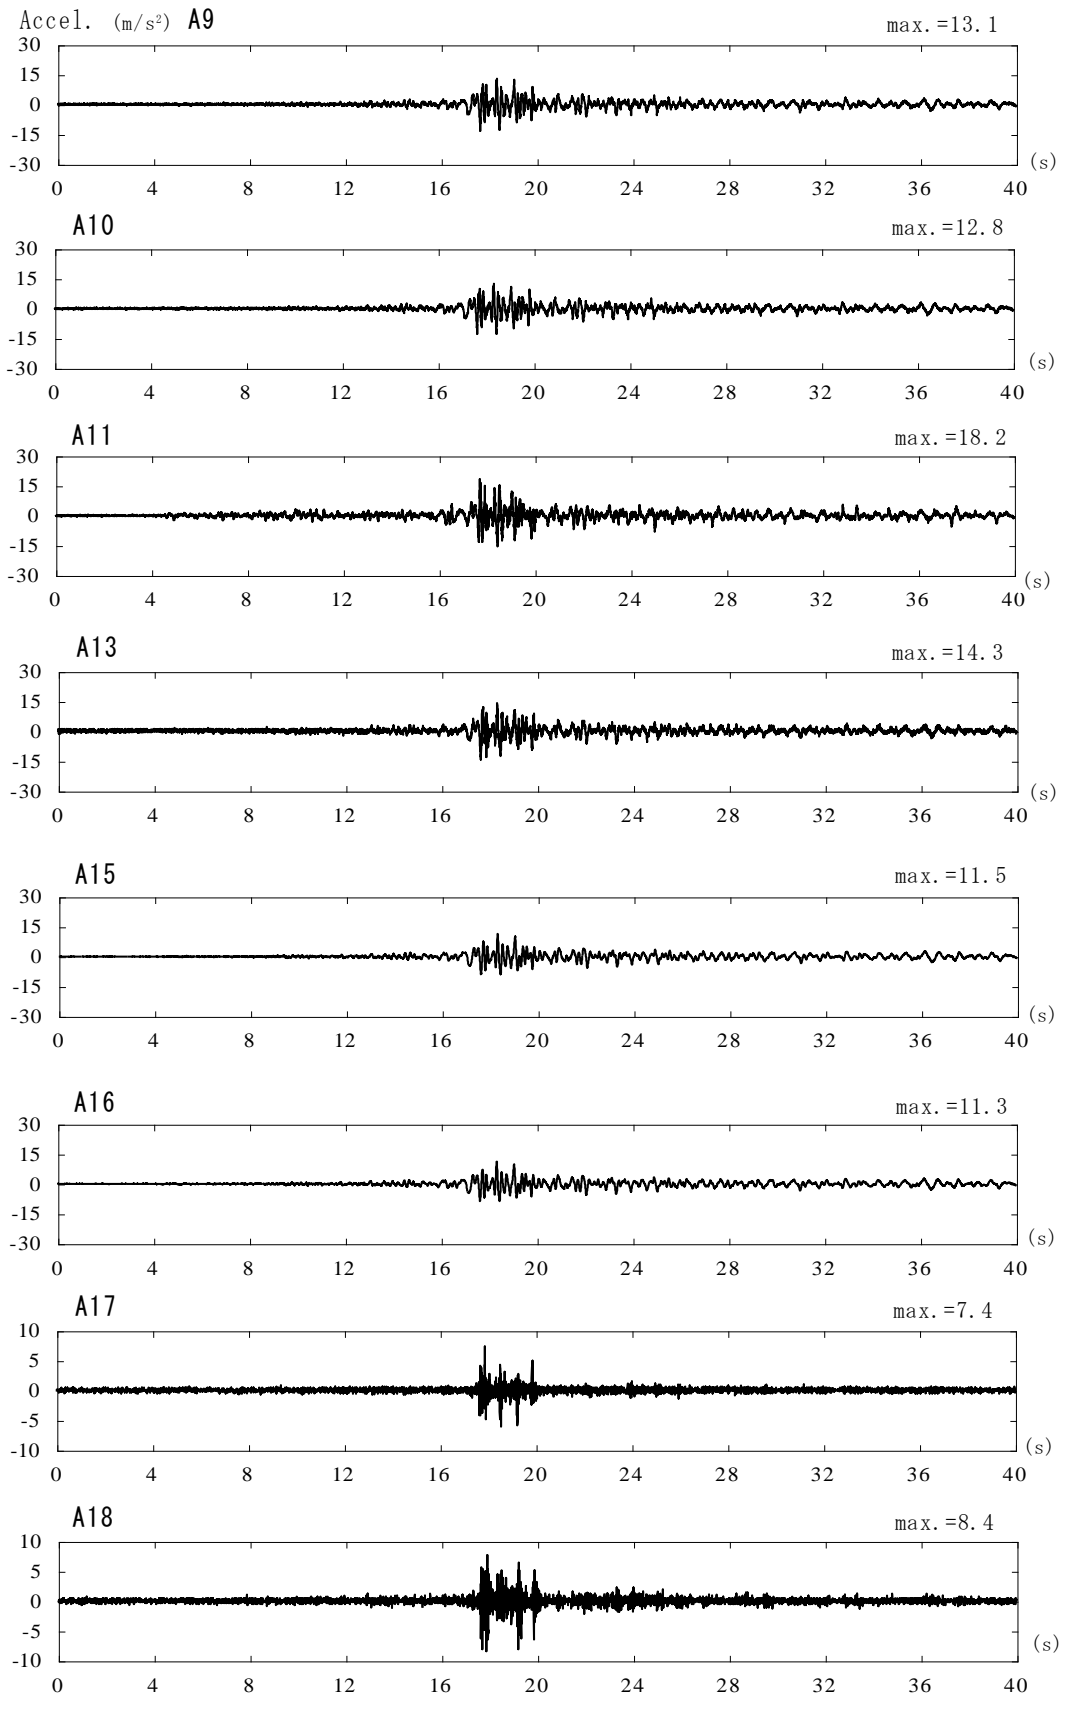 Accel. (m/s²) A9 max.=13.1
30
15
0
-15
-30
(s)
0 4 8 12 16 20 24 28 32 36 40
A10 max.=12.8
30
15
0
-15
-30
(s)
0 4 8 12 16 20 24 28 32 36 40
A11 max.=18.2
30
15
0
-15
-30
(s)
0 4 8 12 16 20 24 28 32 36 40
A13 max.=14.3
30
15
0
-15
-30
(s)
0 4 8 12 16 20 24 28 32 36 40
A15 max.=11.5
30
15
0
-15
-30
(s)
0 4 8 12 16 20 24 28 32 36 40
A16 max.=11.3
30
15
0
-15
-30
(s)
0 4 8 12 16 20 24 28 32 36 40
A17 max.=7.4
10
5
0
-5
-10
(s)
0 4 8 12 16 20 24 28 32 36 40
A18 max.=8.4
10
5
0
-5
-10
(s)
0 4 8 12 16 20 24 28 32 36 40